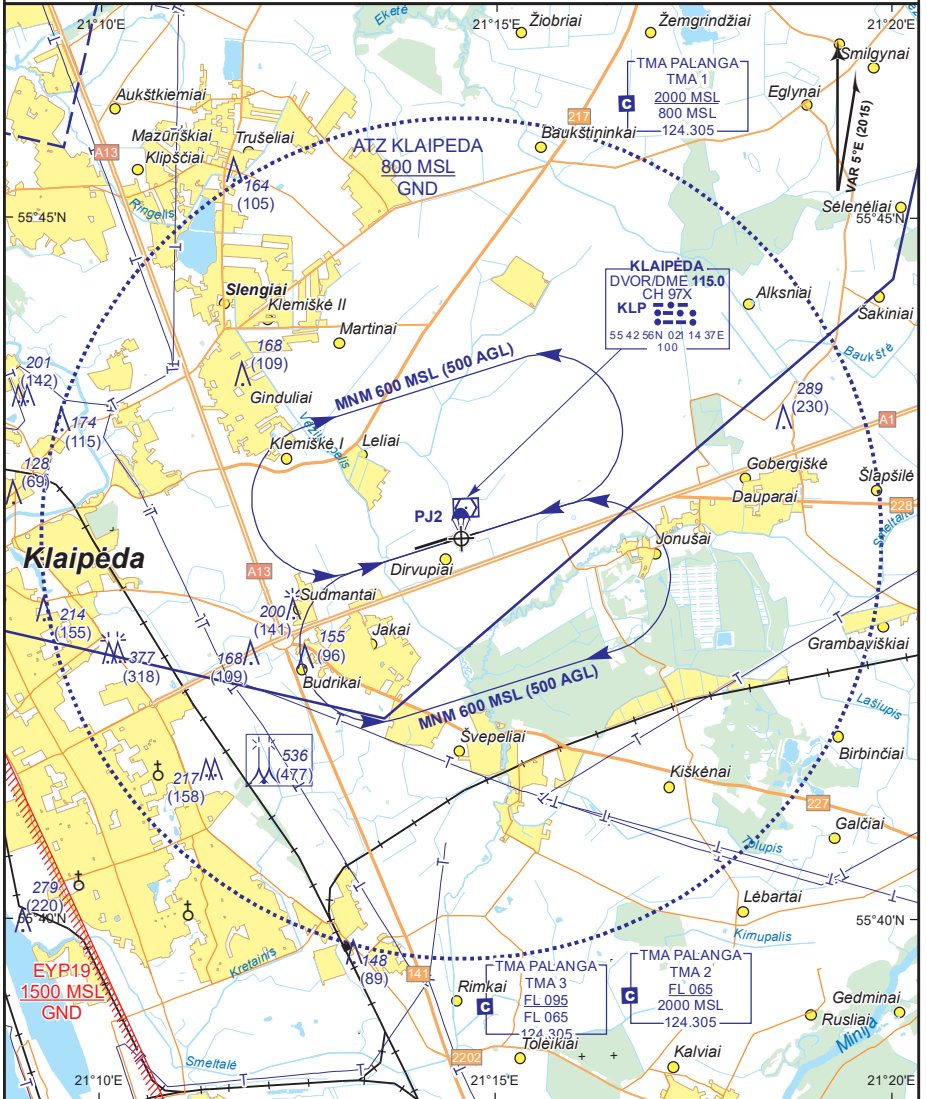 21°10'E
21°15'E
21°20'E
Eketė
Žiobriai
Žemgrindžiai
Smilgynai
TMA PALANGA
TMA 1
2000 MSL
800 MSL
124.305
C
Eglynai
VAR 5°E (2015)
Aukštkiemiai
217
Mazūriškiai
Trušeliai
Klipščiai
A13
ATZ KLAIPEDA
800 MSL
GND
Baukštininkai
164
(105)
Ringelis
55°45'N
Sėlenėliai
55°45'N
KLAIPĖDA
DVOR/DME 115.0
CH 97X
KLP
55 42 56N 021 14 37E
100
Slengiai
Klemiškė II
Martinai
Alksniai
Šakiniai
Baukštė
168
(109)
MNM 600 MSL (500 AGL)
201
(142)
Ginduliai
174
(115)
289
(230)
A1
Klemiškė I
Leliai
128
(69)
Gobergiškė
Šlapšilė
Dauparai
228
PJ2
Klaipėda
A13
Dirvupiai
Jonušai
Sudmantai
214
(155)
200
(141)
155
(96)
Jakai
Grambaviškiai
377
(318)
168
(109)
Budrikai
MNM 600 MSL (500 AGL)
Lašiupis
Švepeliai
Birbinčiai
536
(477)
217
(158)
Kiškėnai
227
Galčiai
Tolupis
279
(220)
Lėbartai
55°40'N
55°40'N
Kimupalis
Kretainis
148
(89)
EYP19
1500 MSL
GND
141
Rimkai
TMA PALANGA
TMA 3
FL 095
FL 065
124.305
C
TMA PALANGA
TMA 2
FL 065
2000 MSL
124.305
C
Gedminai
Rusliai
Minija
Smeltalė
2202
Toleikiai
Kalviai
21°10'E
21°15'E
21°20'E